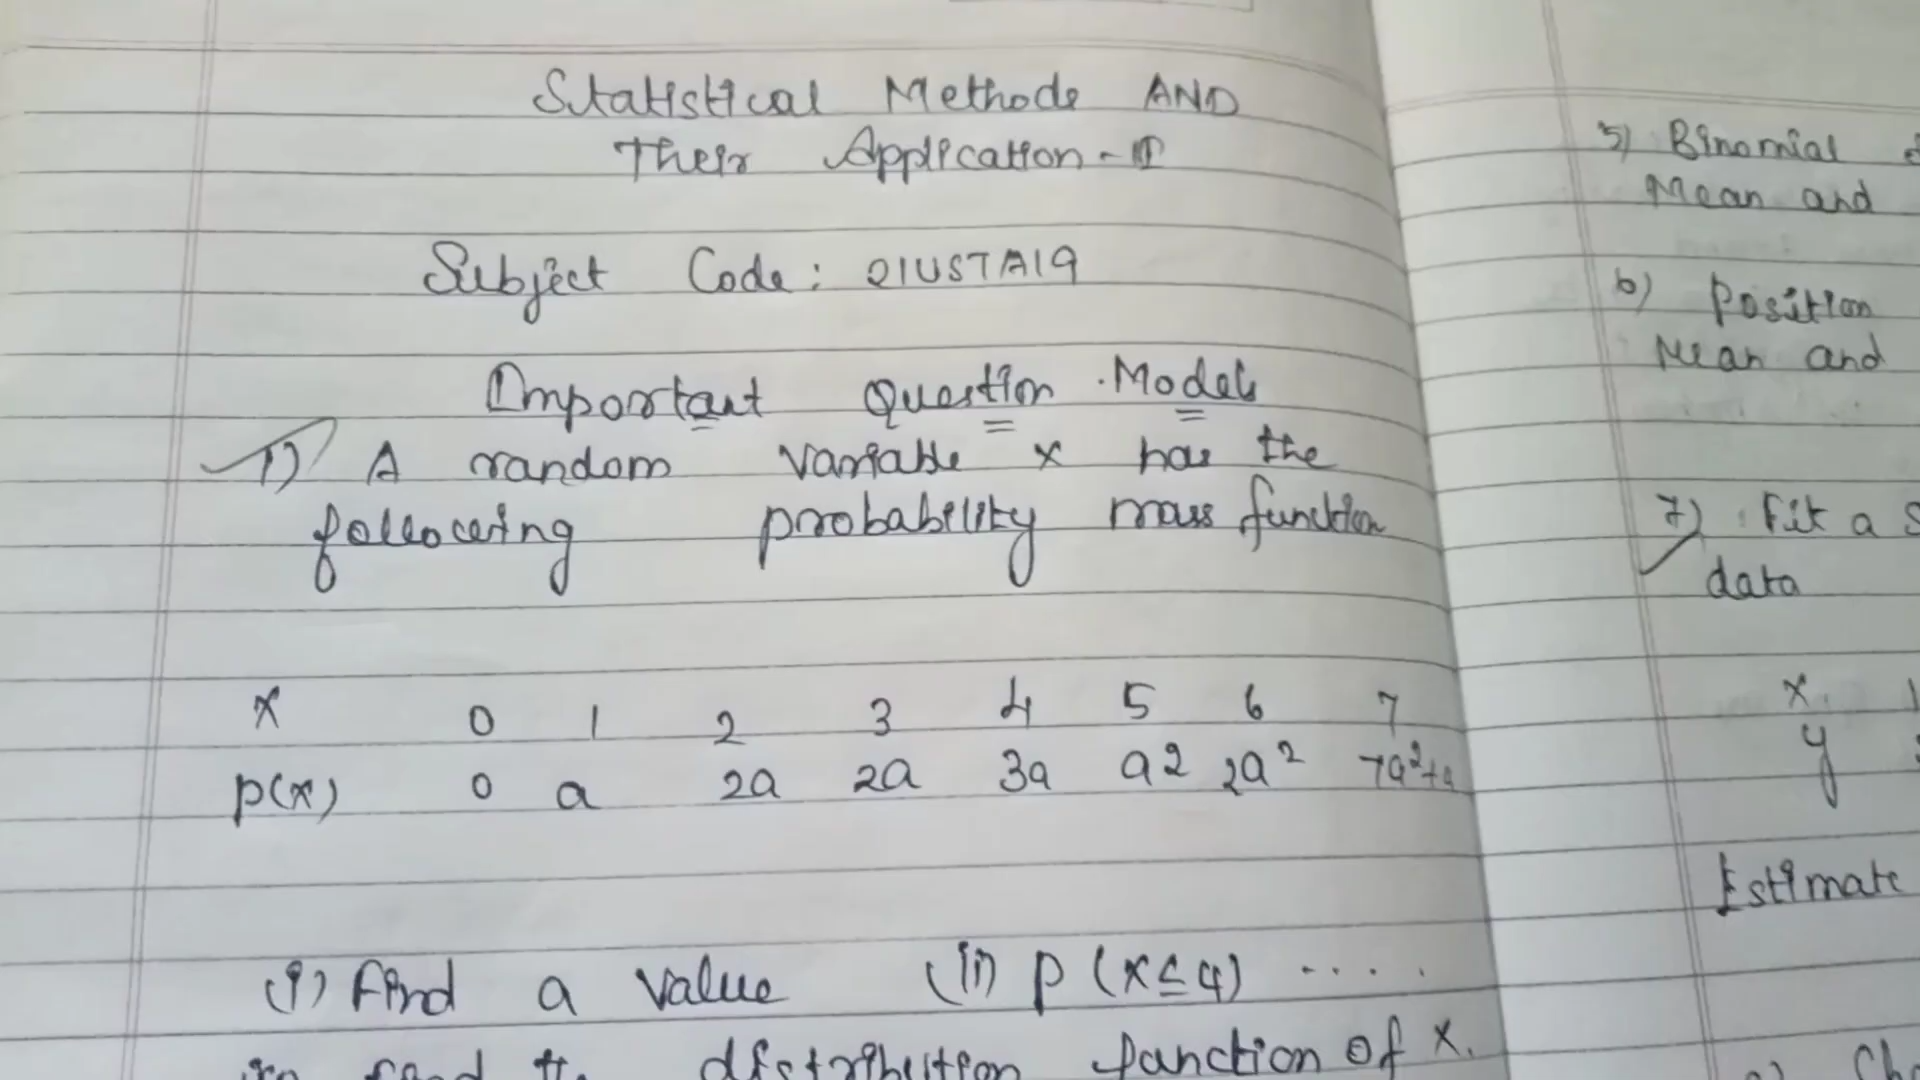 Statistical Methods AND
Their Application - II
Subject Code: 21USTA19
Important Question Models
1) A random variable x has the
following probability mass function
x 0 1 2 3 4 5 6 7
p(x) 0 a 2a 2a 3a a2 2a² 7a²+a
(i) Find a value (ii) p(x≤4) ....
distribution function of x.
5) Binomial
Mean and
6) Position
Mean and
7) Fit a S
data
x 1
y
Estimate